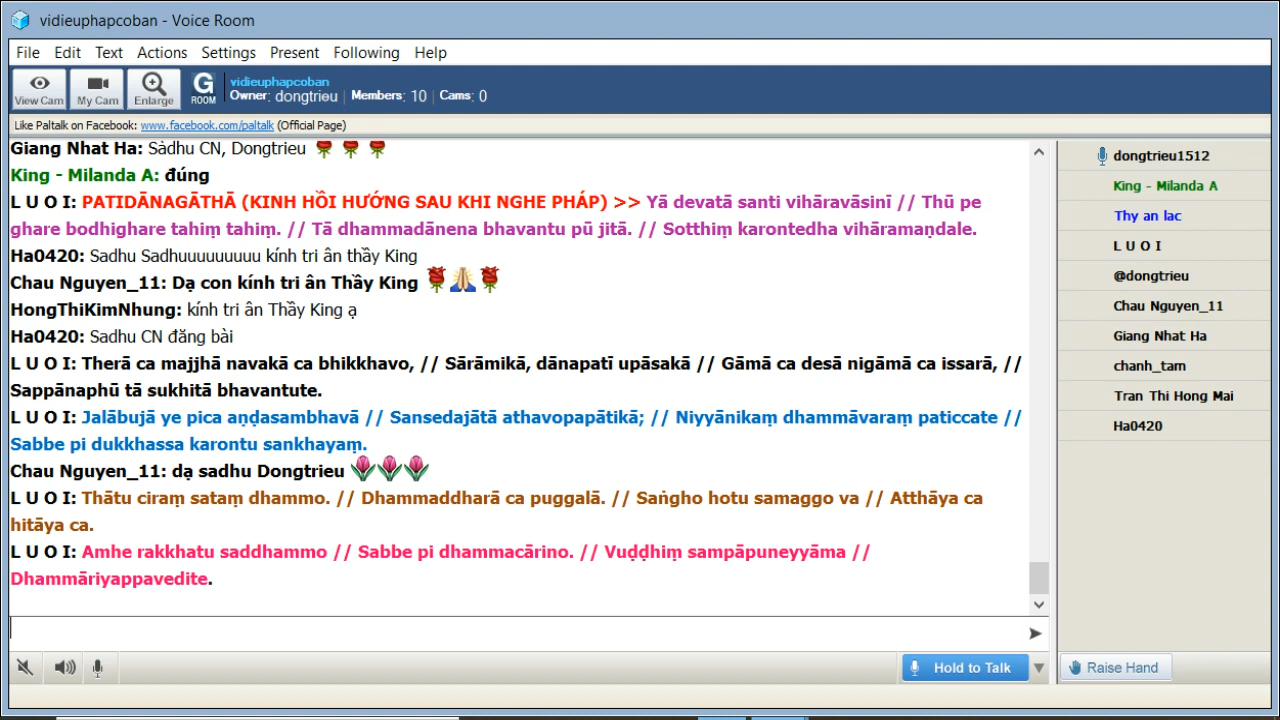 vidieuphapcoban - Voice Room
File Edit Text Actions Settings Present Following Help
View Cam My Cam Enlarge G ROOM
vidieuphapcoban
Owner: dongtrieu | Members: 10 | Cams: 0
Like Paltalk on Facebook: www.facebook.com/paltalk (Official Page)
Giang Nhat Ha: Sàdhu CN, Dongtrieu
King - Milanda A: đúng
L U O I: PATIDĀNAGĀTHĀ (KINH HỒI HƯỚNG SAU KHI NGHE PHÁP) >> Yā devatā santi vihāravāsinī // Thū pe
ghare bodhighare tahiṃ tahiṃ. // Tā dhammadānena bhavantu pū jitā. // Sotthiṃ karontedha vihāramaṇdale.
Ha0420: Sadhu Sadhuuuuuuuuu kính tri ân thầy King
Chau Nguyen_11: Dạ con kính tri ân Thầy King
HongThiKimNhung: kính tri ân Thầy King ạ
Ha0420: Sadhu CN đăng bài
L U O I: Therā ca majjhā navakā ca bhikkhavo, // Sārāmikā, dānapatī upāsakā // Gāmā ca desā nigāmā ca issarā, //
Sappānaphū tā sukhitā bhavantute.
L U O I: Jalābujā ye pica aṇḍasambhavā // Sansedajātā athavopapātikā; // Niyyānikaṃ dhammāvaraṃ paticcate //
Sabbe pi dukkhassa karontu sankhayaṃ.
Chau Nguyen_11: dạ sadhu Dongtrieu
L U O I: Thātu ciraṃ sataṃ dhammo. // Dhammaddharā ca puggalā. // Saṅgho hotu samaggo va // Atthāya ca
hitāya ca.
L U O I: Amhe rakkhatu saddhammo // Sabbe pi dhammacārino. // Vuḍḍhiṃ sampāpuneyyāma //
Dhammāriyappavedite.
dongtrieu1512
King - Milanda A
Thy an lac
L U O I
@dongtrieu
Chau Nguyen_11
Giang Nhat Ha
chanh_tam
Tran Thi Hong Mai
Ha0420
Hold to Talk
Raise Hand